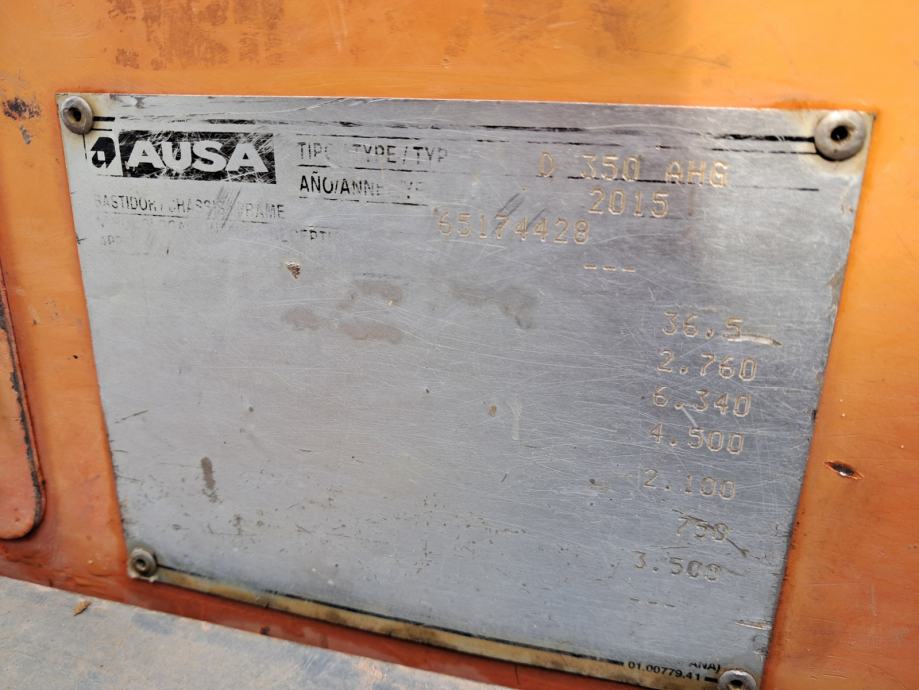 AUSA
TIPO/TYPE/TYP D 350 AHG
AÑO/ANNEE 2015
BASTIDOR/CHASSIS/FRAME 65174428
---
36.5
2.760
6.340
4.500
2.100
750
3.500
---
01.00779.41